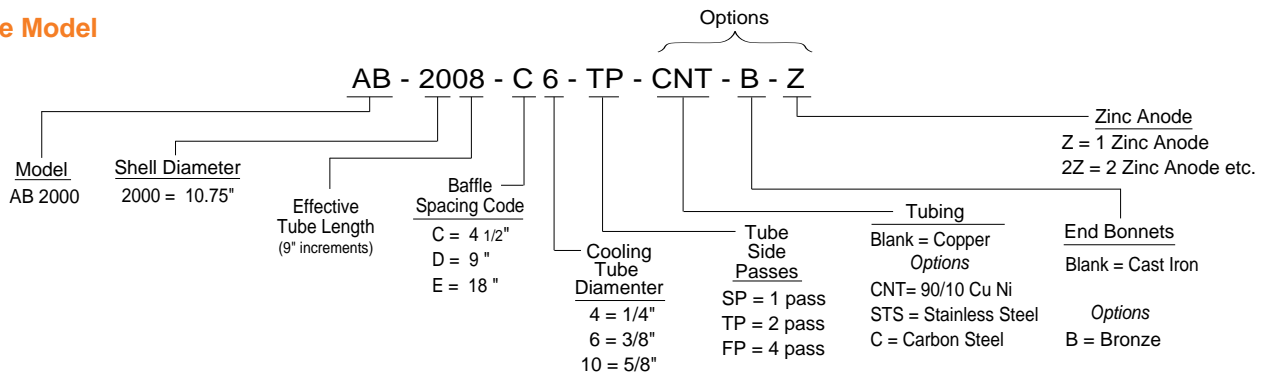 e Model
Options
AB - 2008 - C 6 - TP - CNT - B - Z
Model
AB 2000
Shell Diameter
2000 = 10.75"
Effective
Tube Length
(9" increments)
Baffle
Spacing Code
C = 4 1/2"
D = 9 "
E = 18 "
Cooling
Tube
Diamenter
4 = 1/4"
6 = 3/8"
10 = 5/8"
Tube
Side
Passes
SP = 1 pass
TP = 2 pass
FP = 4 pass
Tubing
Blank = Copper
Options
CNT= 90/10 Cu Ni
STS = Stainless Steel
C = Carbon Steel
End Bonnets
Blank = Cast Iron
Options
B = Bronze
Zinc Anode
Z = 1 Zinc Anode
2Z = 2 Zinc Anode etc.